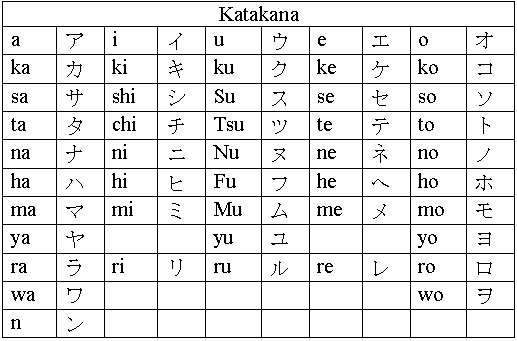 Katakana
a ア i イ u ウ e エ o オ
ka カ ki キ ku ク ke ケ ko コ
sa サ shi シ Su ス se セ so ソ
ta タ chi チ Tsu ツ te テ to ト
na ナ ni ニ Nu ヌ ne ネ no ノ
ha ハ hi ヒ Fu フ he ヘ ho ホ
ma マ mi ミ Mu ム me メ mo モ
ya ヤ yu ユ yo ヨ
ra ラ ri リ ru ル re レ ro ロ
wa ワ wo ヲ
n ン